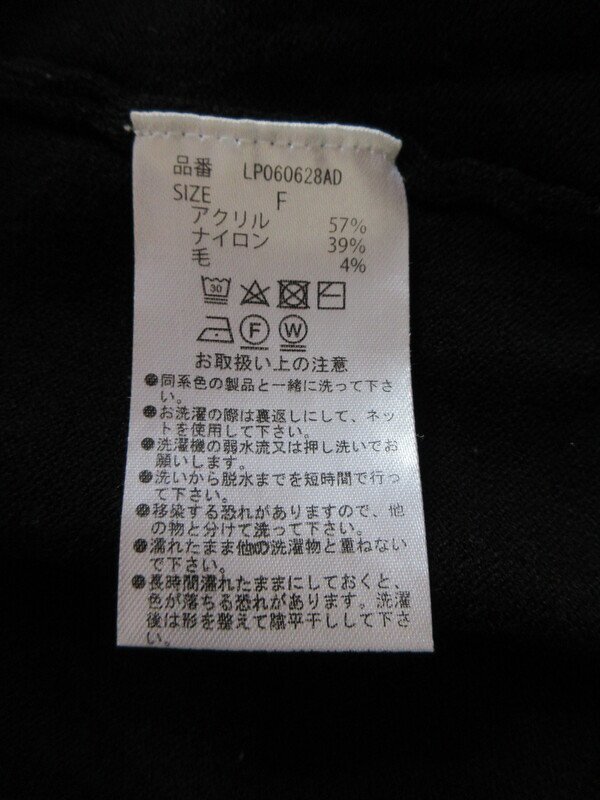 品番 LP060628AD
SIZE F
アクリル 57%
ナイロン 39%
毛 4%
30
F W
お取扱い上の注意
●同系色の製品と一緒に洗って下さ
い。
●お洗濯の際は裏返しにして、ネッ
トを使用して下さい。
●洗濯機の弱水流又は押し洗いでお
願いします。
●洗いから脱水までを短時間で行っ
て下さい。
●移染する恐れがありますので、他
の物と分けて洗って下さい。
●濡れたまま他の洗濯物と重ねない
で下さい。
●長時間濡れたままにしておくと、
色が落ちる恐れがあります。洗濯
後は形を整えて陰平干しして下さ
い。